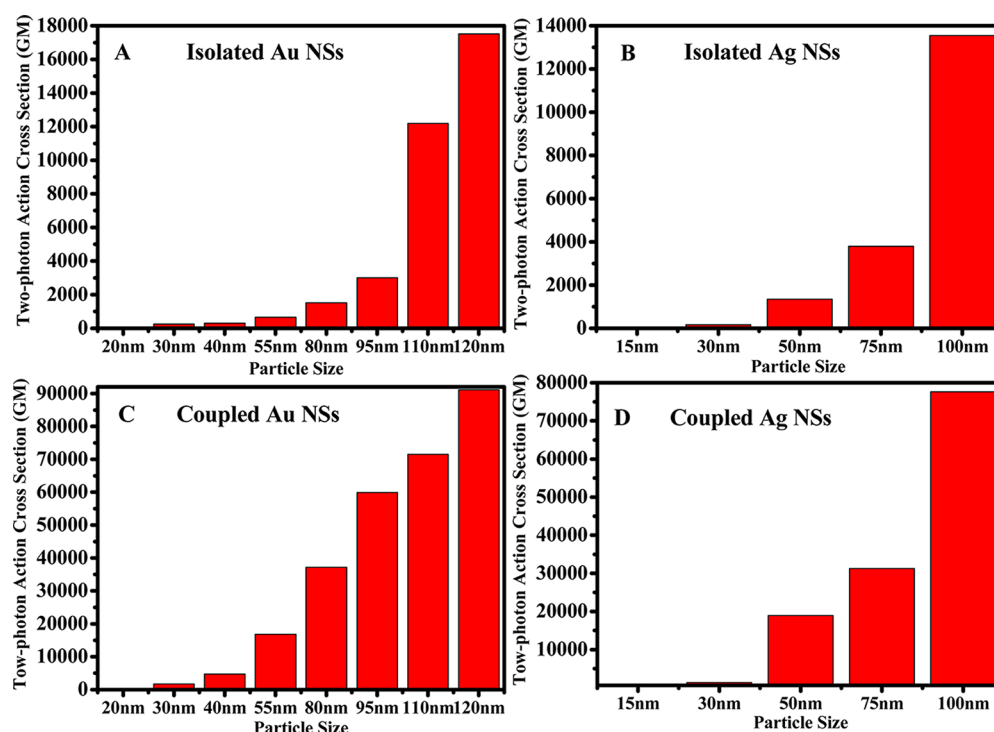 A Isolated Au NSs
Two-photon Action Cross Section (GM)
18000
16000
14000
12000
10000
8000
6000
4000
2000
0
20nm 30nm 40nm 55nm 80nm 95nm 110nm 120nm
Particle Size
B Isolated Ag NSs
Two-photon Action Cross Section (GM)
14000
12000
10000
8000
6000
4000
2000
0
15nm 30nm 50nm 75nm 100nm
Particle Size
C Coupled Au NSs
Tow-photon Action Cross Section (GM)
90000
80000
70000
60000
50000
40000
30000
20000
10000
0
20nm 30nm 40nm 55nm 80nm 95nm 110nm 120nm
Particle Size
D Coupled Ag NSs
Tow-photon Action Cross Section (GM)
80000
70000
60000
50000
40000
30000
20000
10000
15nm 30nm 50nm 75nm 100nm
Particle Size